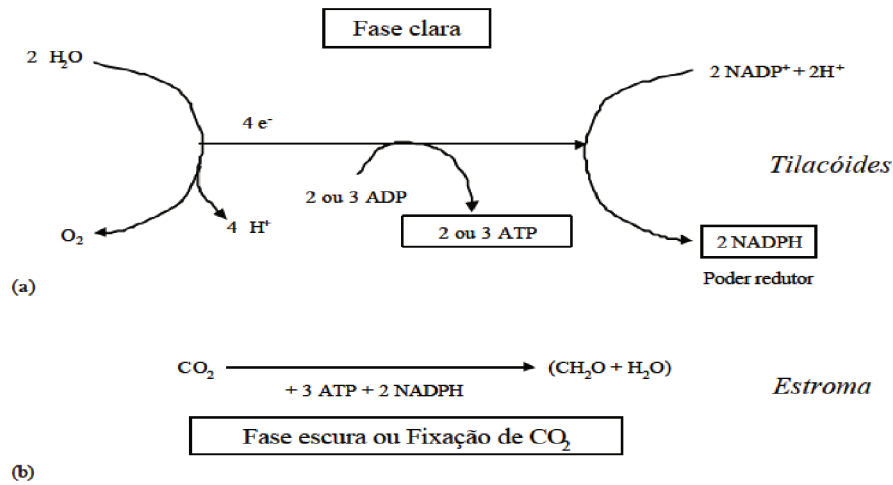 Fase clara
2 H₂O
2 NADP⁺ + 2H⁺
4 e⁻
Tilacóides
2 ou 3 ADP
4 H⁺
O₂
2 ou 3 ATP
2 NADPH
Poder redutor
(a)
CO₂
(CH₂O + H₂O)
+ 3 ATP + 2 NADPH
Estroma
Fase escura ou Fixação de CO₂
(b)